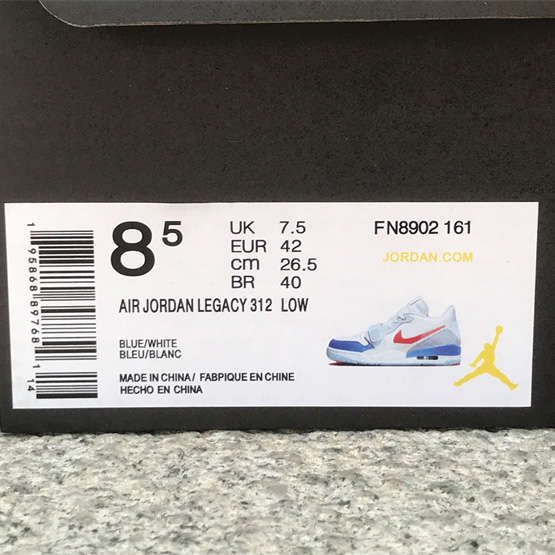 8⁵
UK 7.5
EUR 42
cm 26.5
BR 40
FN8902 161
JORDAN.COM
AIR JORDAN LEGACY 312 LOW
BLUE/WHITE
BLEU/BLANC
MADE IN CHINA/ FABPIQUE EN CHINE
HECHO EN CHINA
1 95868 89768 1 14